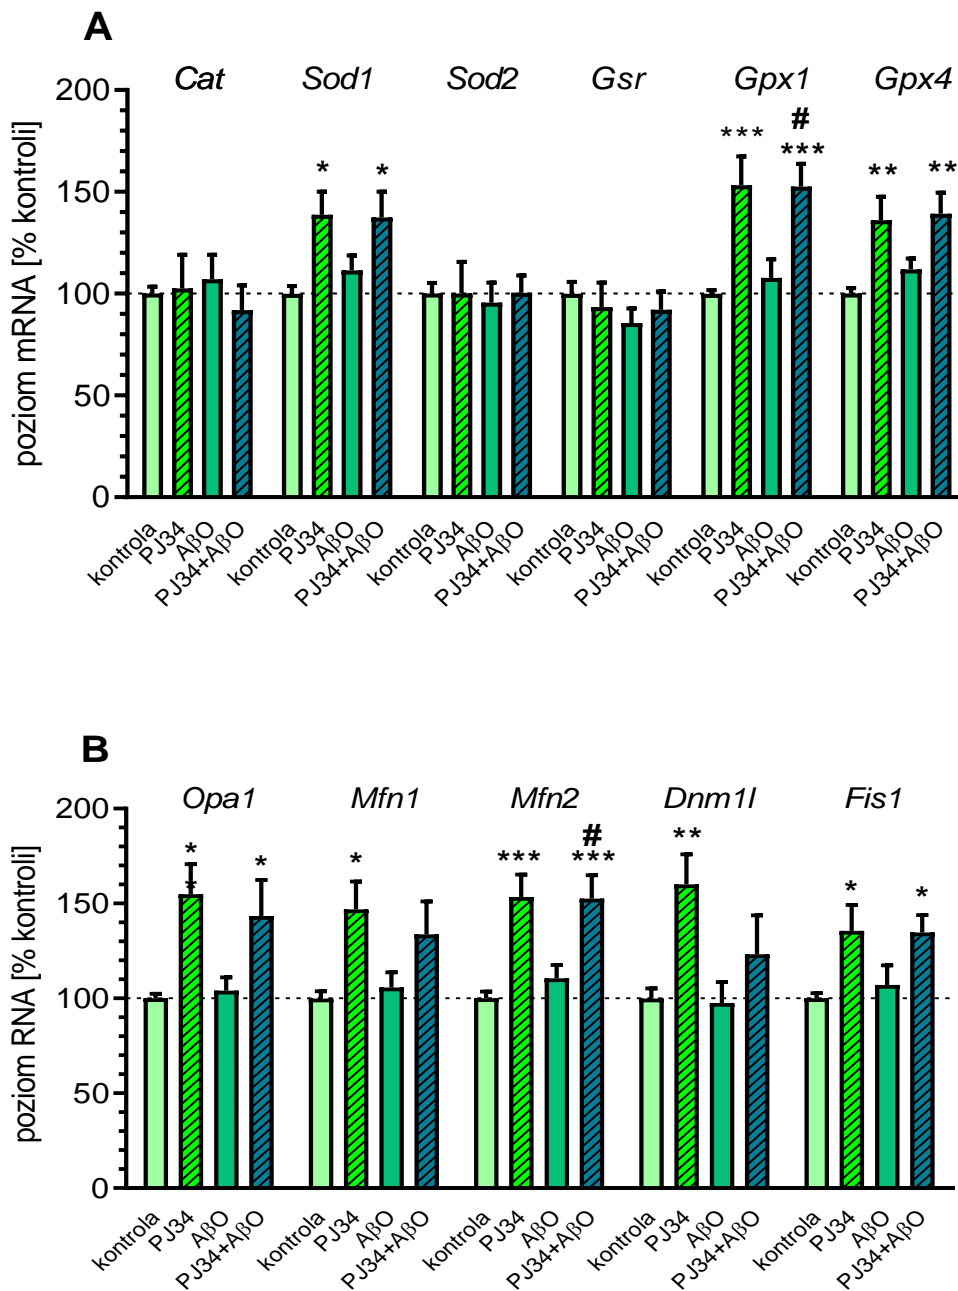 A
Cat Sod1 Sod2 Gsr Gpx1 Gpx4
poziom mRNA [% kontroli]
200
150
100
50
0
* * *** # *** ** **
kontrola PJ34 AβO PJ34+AβO kontrola PJ34 AβO PJ34+AβO kontrola PJ34 AβO PJ34+AβO kontrola PJ34 AβO PJ34+AβO kontrola PJ34 AβO PJ34+AβO kontrola PJ34 AβO PJ34+AβO
B
Opa1 Mfn1 Mfn2 Dnm1l Fis1
poziom RNA [% kontroli]
200
150
100
50
0
* * * * *** # *** ** * *
kontrola PJ34 AβO PJ34+AβO kontrola PJ34 AβO PJ34+AβO kontrola PJ34 AβO PJ34+AβO kontrola PJ34 AβO PJ34+AβO kontrola PJ34 AβO PJ34+AβO